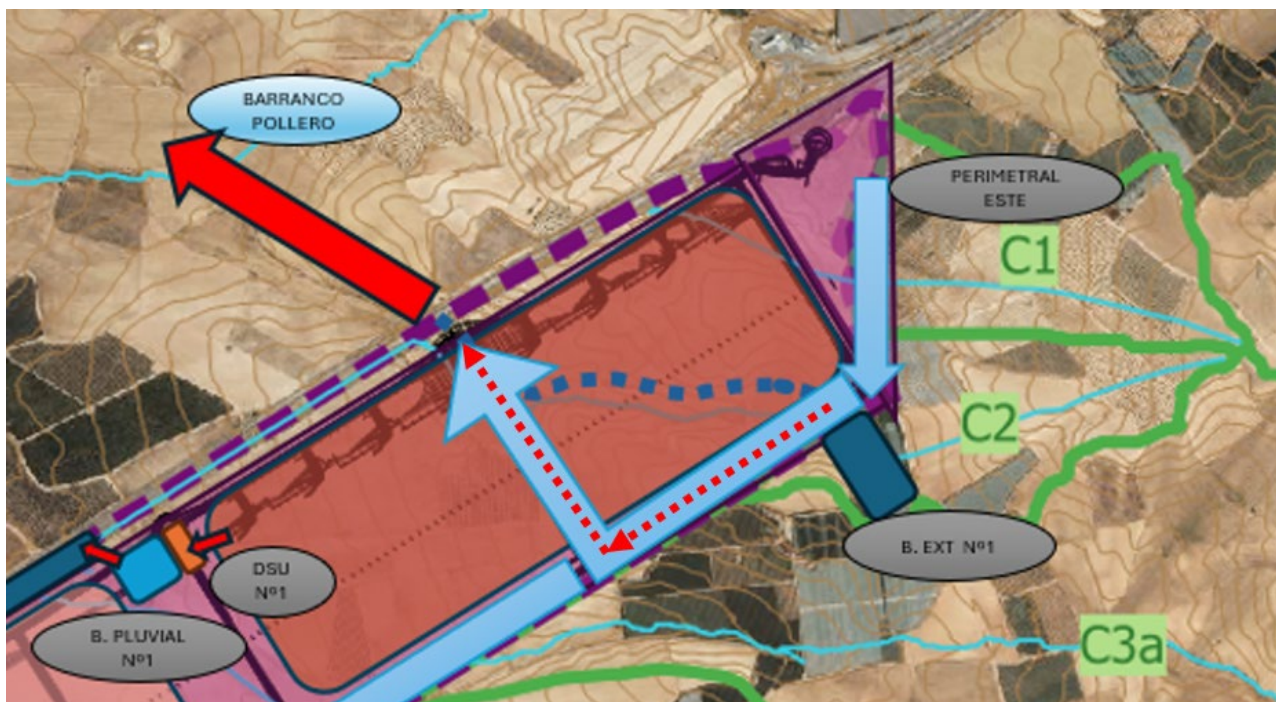 BARRANCO
POLLERO
PERIMETRAL
ESTE
C1
C2
B. EXT Nº1
DSU
Nº1
B. PLUVIAL
Nº1
C3a